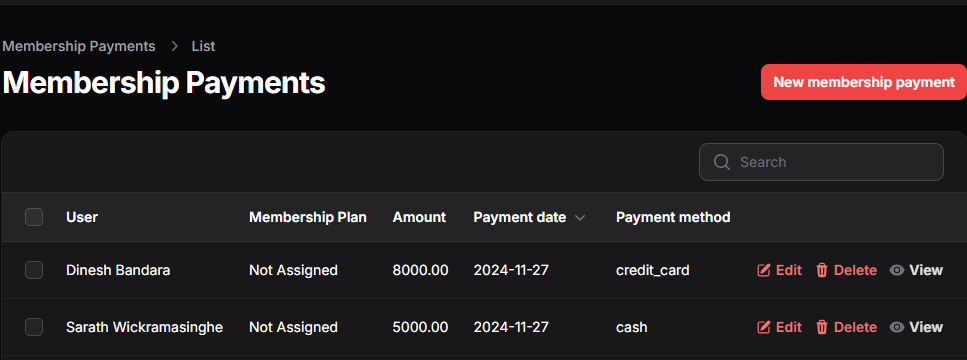 Membership Payments > List
Membership Payments
New membership payment
Search
User Membership Plan Amount Payment date Payment method
Dinesh Bandara Not Assigned 8000.00 2024-11-27 credit_card Edit Delete View
Sarath Wickramasinghe Not Assigned 5000.00 2024-11-27 cash Edit Delete View